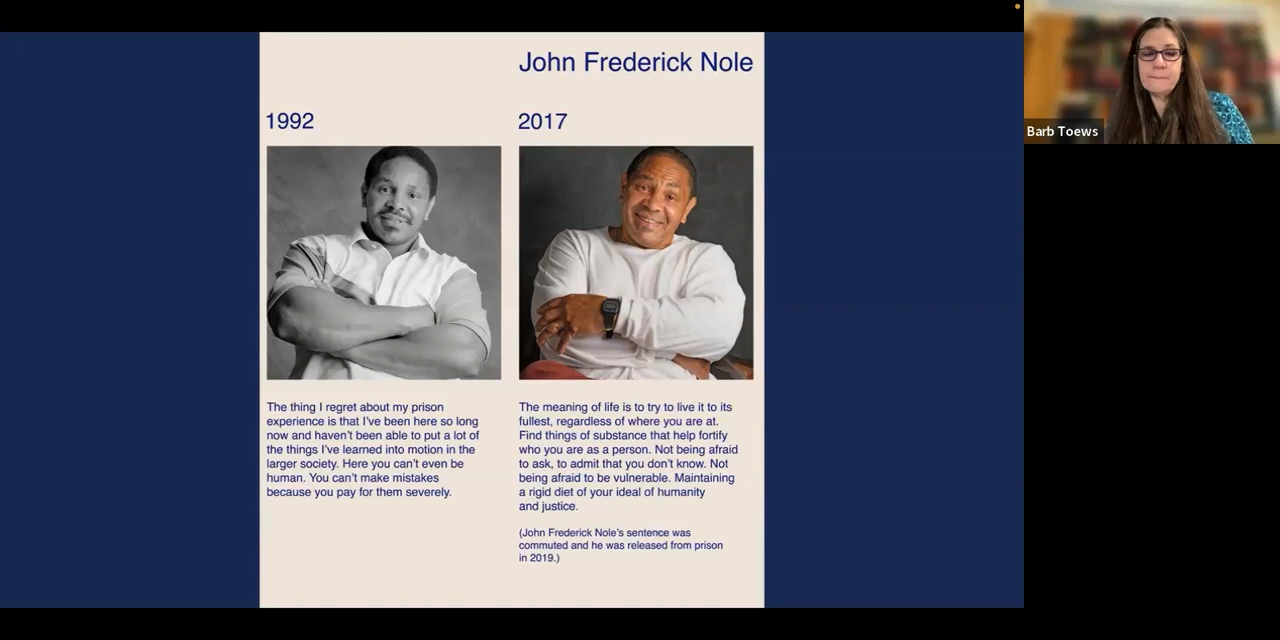 John Frederick Nole
1992
2017
The thing I regret about my prison
experience is that I've been here so long
now and haven't been able to put a lot of
the things I've learned into motion in the
larger society. Here you can't even be
human. You can't make mistakes
because you pay for them severely.
The meaning of life is to try to live it to its
fullest, regardless of where you are at.
Find things of substance that help fortify
who you are as a person. Not being afraid
to ask, to admit that you don't know. Not
being afraid to be vulnerable. Maintaining
a rigid diet of your ideal of humanity
and justice.
(John Frederick Nole's sentence was
commuted and he was released from prison
in 2019.)
Barb Toews